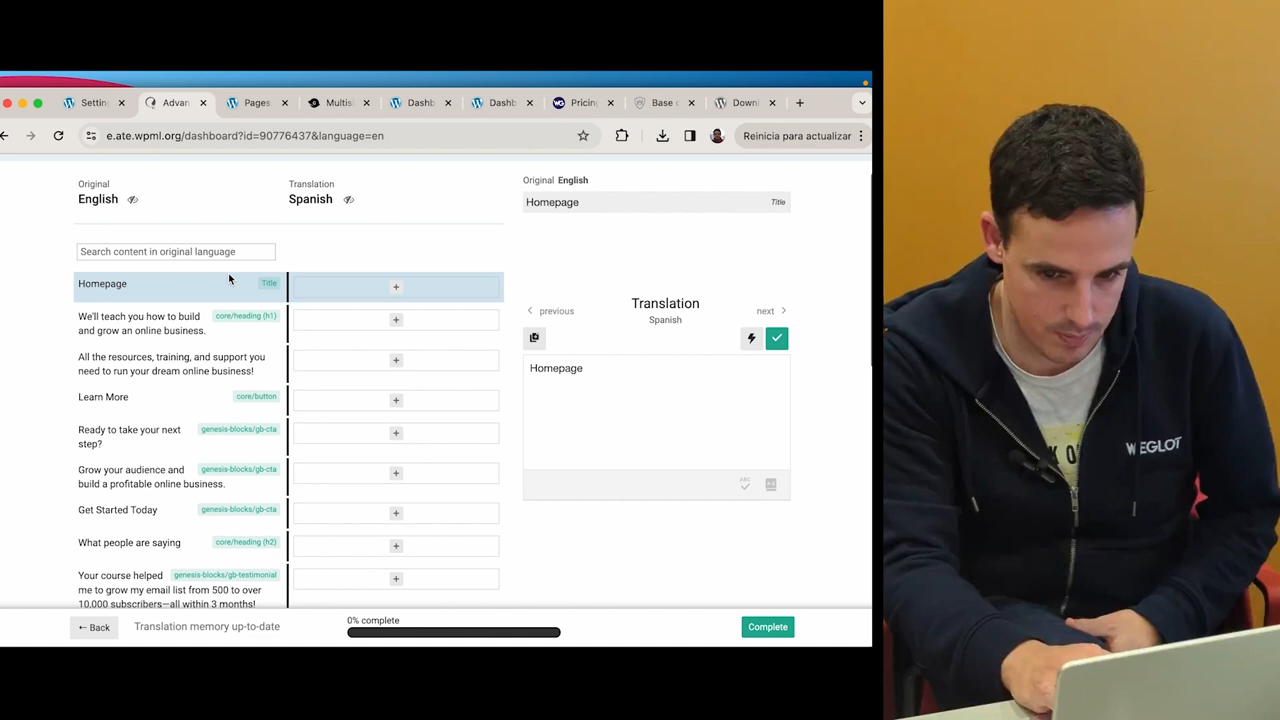 Settin
Advan
Pages
Multis
Dashb
Dashb
Pricing
Base c
Downl
e.ate.wpml.org/dashboard?id=90776437&language=en
Reinicia para actualizar
Original
English
Translation
Spanish
Search content in original language
Homepage
Title
We'll teach you how to build
and grow an online business.
core/heading (h1)
All the resources, training, and support you
need to run your dream online business!
Learn More
core/button
Ready to take your next
step?
genesis-blocks/gb-cta
Grow your audience and
build a profitable online business.
genesis-blocks/gb-cta
Get Started Today
genesis-blocks/gb-cta
What people are saying
core/heading (h2)
Your course helped
me to grow my email list from 500 to over
10,000 subscribers—all within 3 months!
genesis-blocks/gb-testimonial
Original English
Homepage
Title
previous
Translation
Spanish
next
Homepage
← Back
Translation memory up-to-date
0% complete
Complete
WEGLOT